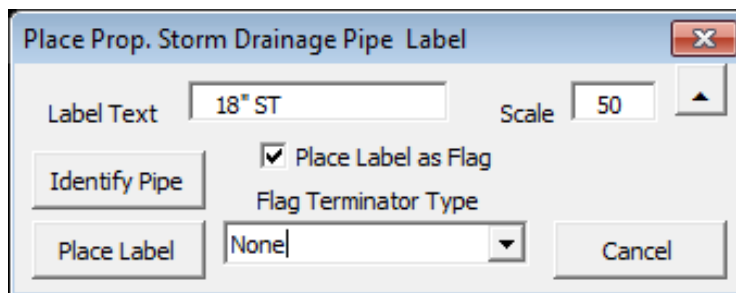 Place Prop. Storm Drainage Pipe Label
Label Text 18" ST Scale 50
Place Label as Flag
Identify Pipe
Flag Terminator Type
Place Label None Cancel